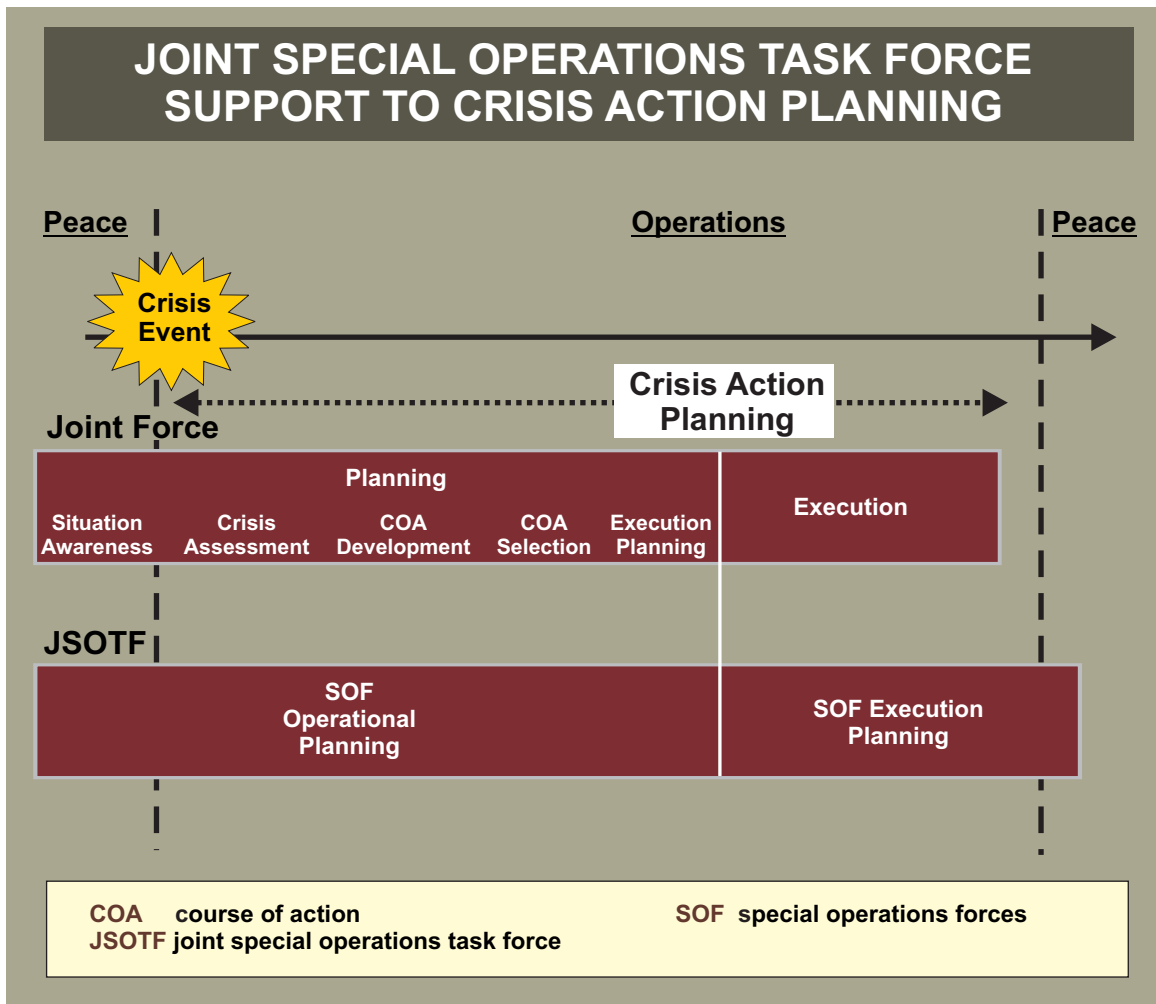 JOINT SPECIAL OPERATIONS TASK FORCE
SUPPORT TO CRISIS ACTION PLANNING
Peace
Operations
Peace
Crisis
Event
Crisis Action
Planning
Joint Force
Planning
Situation
Awareness
Crisis
Assessment
COA
Development
COA
Selection
Execution
Planning
Execution
JSOTF
SOF
Operational
Planning
SOF Execution
Planning
COA course of action
JSOTF joint special operations task force
SOF special operations forces